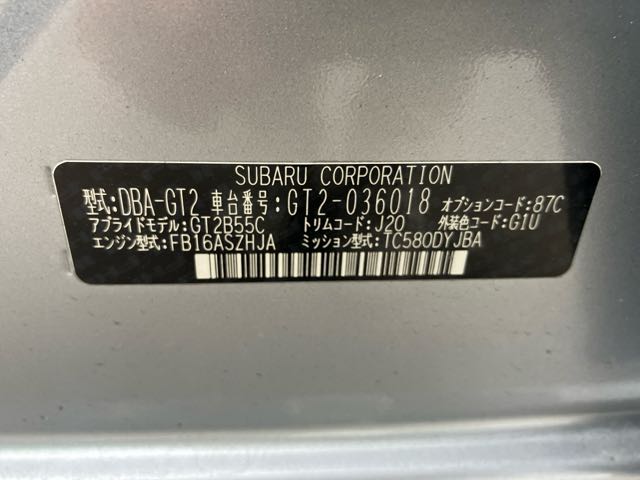 SUBARU CORPORATION
型式:DBA-GT2 車台番号:GT2-036018 オプションコード:87C
アプライドモデル:GT2B55C トリムコード:J20 外装色コード:G1U
エンジン型式:FB16ASZHJA ミッション型式:TC580DYJBA